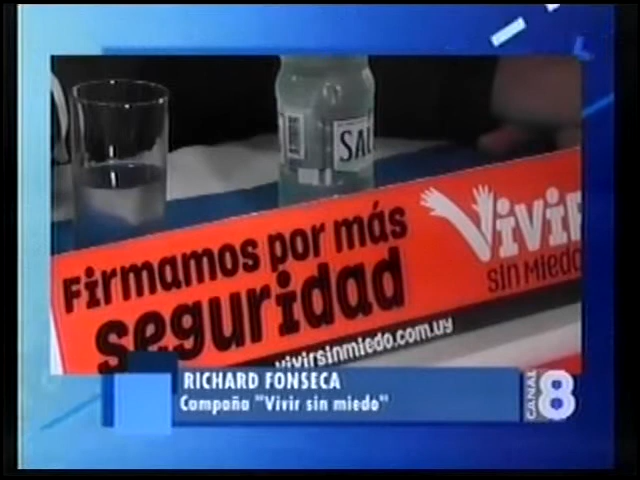 SAL
Firmamos por más
seguridad
ViViR
sin Miedo
vivirsinmiedo.com.uy
RICHARD FONSECA
Campaña "Vivir sin miedo"
CANAL
8